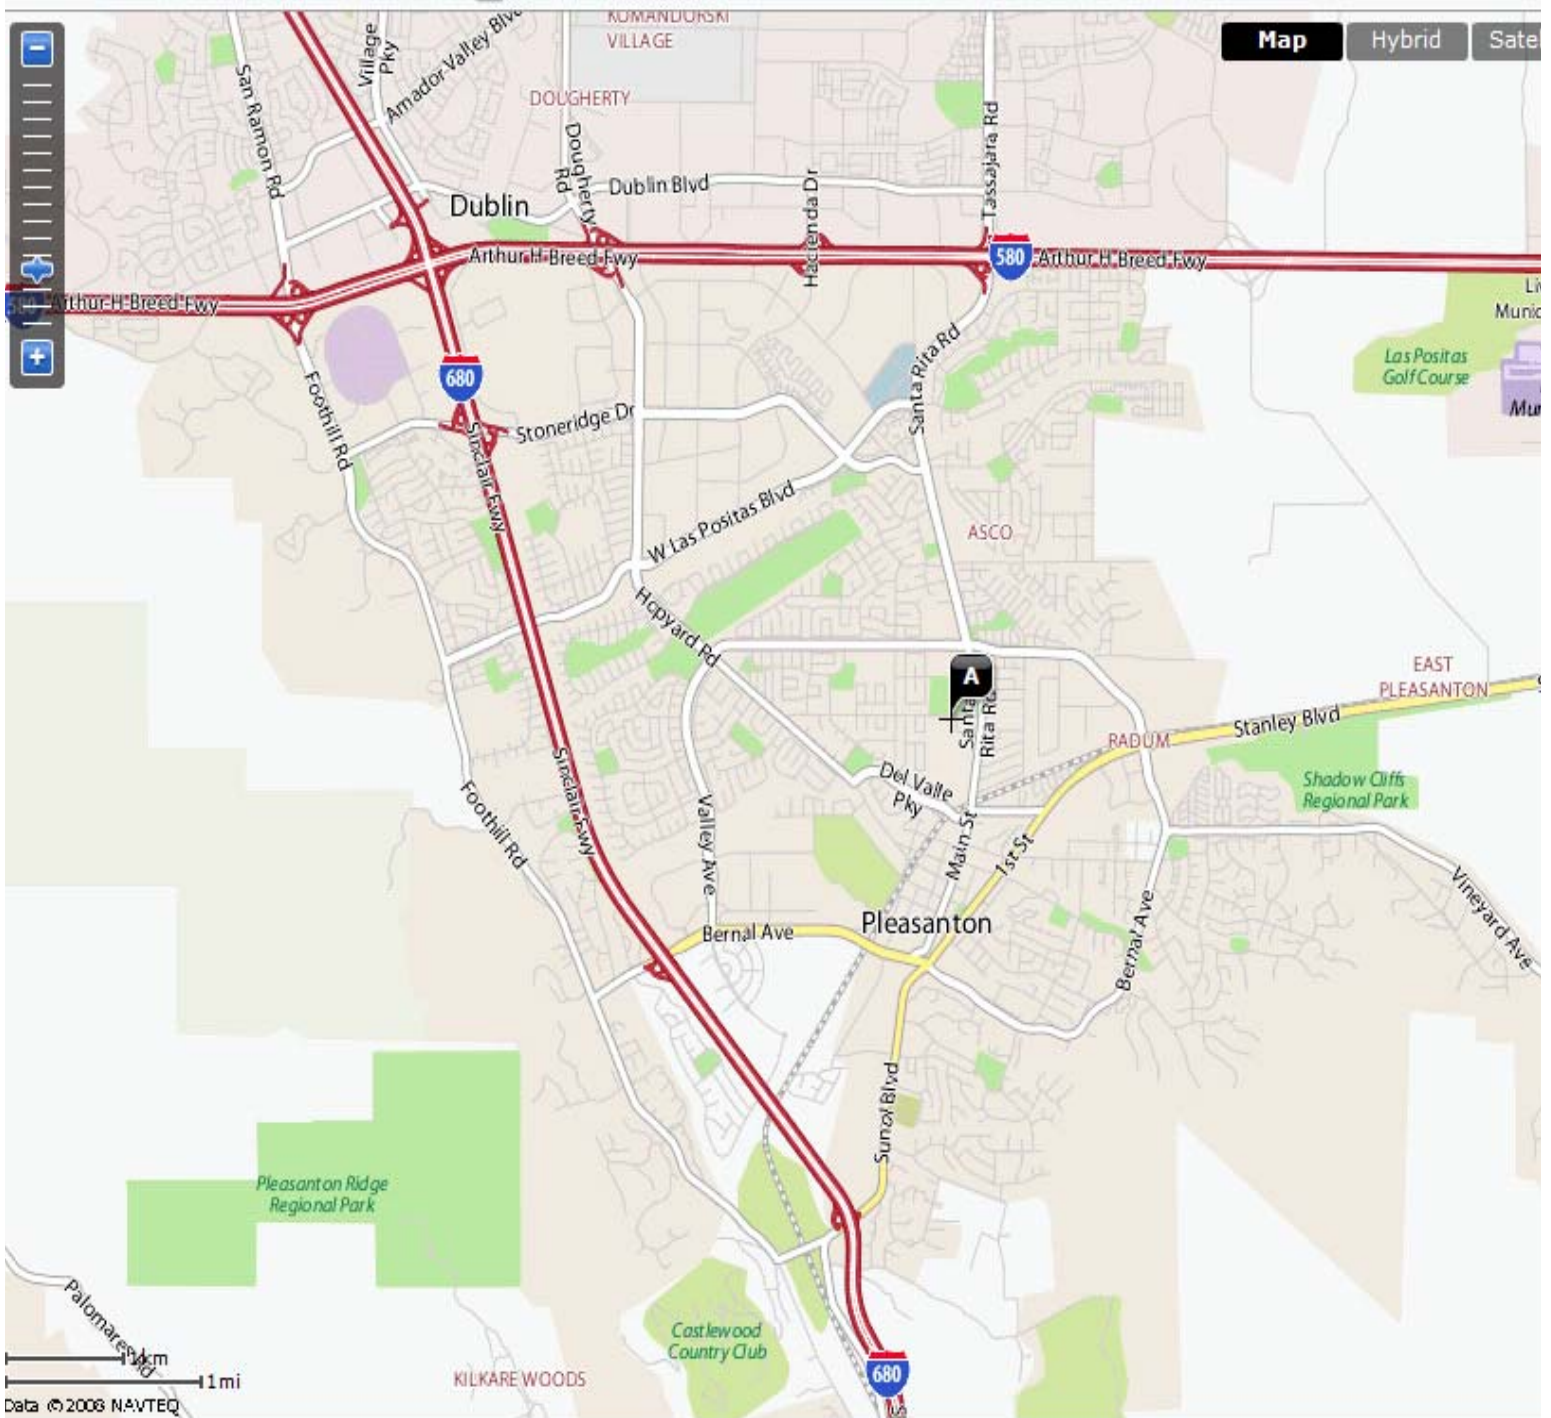 KOMANDORSKI
VILLAGE
Map
Hybrid
Village
Pky
Amador Valley Blvd
San Ramon Rd
DOUGHERTY
Dougherty
Rd
Tassajara Rd
Dublin Blvd
Hacienda Dr
Dublin
Arthur H Breed Fwy
580
Arthur H Breed Fwy
580
Arthur H Breed Fwy
Las Positas
Golf Course
680
Santa Rita Rd
Foothill Rd
Stoneridge Dr
Sinclair Fwy
W Las Positas Blvd
ASCO
Hopyard Rd
A
EAST
PLEASANTON
Santa
Rita Rd
Stanley Blvd
RADUM
Sinclair Fwy
Del Valle
Pky
Shadow Cliffs
Regional Park
Foothill Rd
Valley Ave
Main St
1st St
Vineyard Ave
Pleasanton
Bernal Ave
Bernal Ave
Sunol Blvd
Pleasanton Ridge
Regional Park
Palomares Rd
Castlewood
Country Club
1 km
KILKARE WOODS
680
1 mi
Data © 2008 NAVTEQ